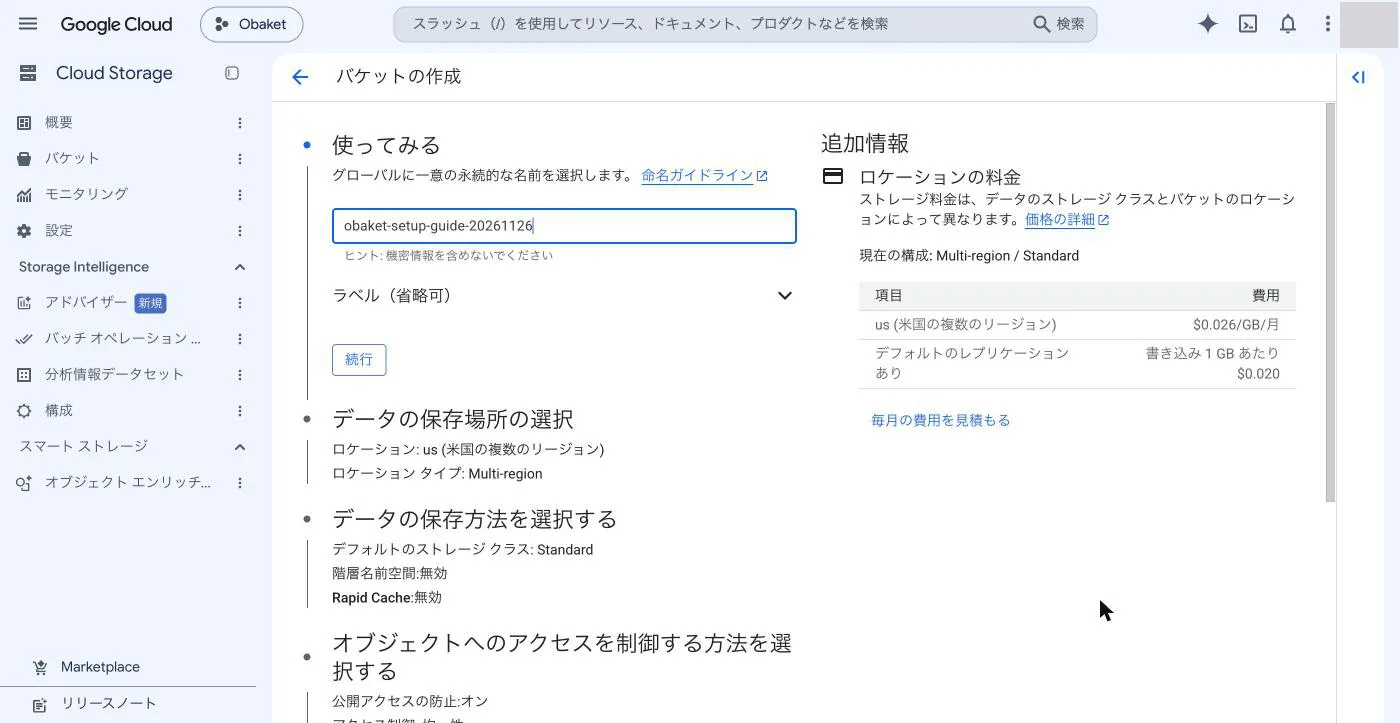 Google Cloud
Obaket
スラッシュ（/）を使用してリソース、ドキュメント、プロダクトなどを検索
検索
Cloud Storage
概要
バケット
モニタリング
設定
Storage Intelligence
アドバイザー 新規
バッチ オペレーション ...
分析情報データセット
構成
スマート ストレージ
オブジェクト エンリッチ...
Marketplace
リリースノート
バケットの作成
使ってみる
グローバルに一意の永続的な名前を選択します。 命名ガイドライン
obaket-setup-guide-20261126
ヒント: 機密情報を含めないでください
ラベル（省略可）
続行
データの保存場所の選択
ロケーション: us (米国の複数のリージョン)
ロケーション タイプ: Multi-region
データの保存方法を選択する
デフォルトのストレージ クラス: Standard
階層名前空間:無効
Rapid Cache:無効
オブジェクトへのアクセスを制御する方法を選
択する
公開アクセスの防止:オン
追加情報
ロケーションの料金
ストレージ料金は、データのストレージ クラスとバケットのロケーシ
ョンによって異なります。価格の詳細
現在の構成: Multi-region / Standard
項目 費用
us (米国の複数のリージョン) $0.026/GB/月
デフォルトのレプリケーション 書き込み 1 GB あたり
あり $0.020
毎月の費用を見積もる